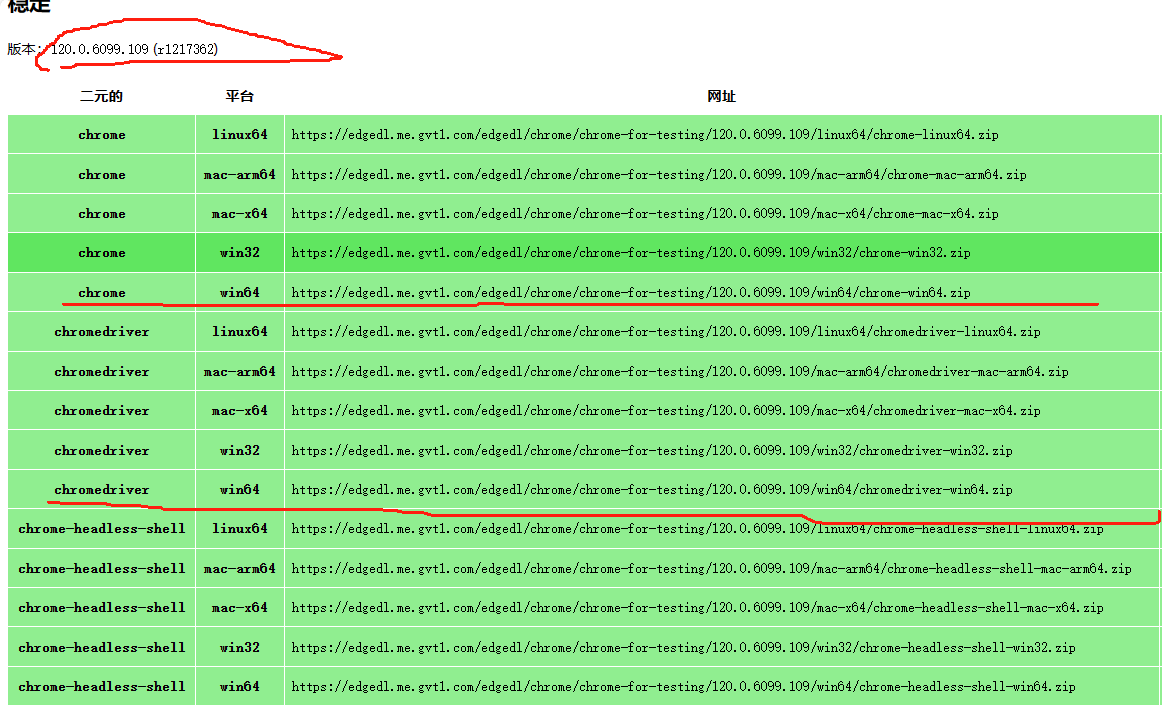 稳定
版本：120.0.6099.109 (r1217362)
二元的 平台 网址
chrome linux64 https://edgedl.me.gvt1.com/edgedl/chrome/chrome-for-testing/120.0.6099.109/linux64/chrome-linux64.zip
chrome mac-arm64 https://edgedl.me.gvt1.com/edgedl/chrome/chrome-for-testing/120.0.6099.109/mac-arm64/chrome-mac-arm64.zip
chrome mac-x64 https://edgedl.me.gvt1.com/edgedl/chrome/chrome-for-testing/120.0.6099.109/mac-x64/chrome-mac-x64.zip
chrome win32 https://edgedl.me.gvt1.com/edgedl/chrome/chrome-for-testing/120.0.6099.109/win32/chrome-win32.zip
chrome win64 https://edgedl.me.gvt1.com/edgedl/chrome/chrome-for-testing/120.0.6099.109/win64/chrome-win64.zip
chromedriver linux64 https://edgedl.me.gvt1.com/edgedl/chrome/chrome-for-testing/120.0.6099.109/linux64/chromedriver-linux64.zip
chromedriver mac-arm64 https://edgedl.me.gvt1.com/edgedl/chrome/chrome-for-testing/120.0.6099.109/mac-arm64/chromedriver-mac-arm64.zip
chromedriver mac-x64 https://edgedl.me.gvt1.com/edgedl/chrome/chrome-for-testing/120.0.6099.109/mac-x64/chromedriver-mac-x64.zip
chromedriver win32 https://edgedl.me.gvt1.com/edgedl/chrome/chrome-for-testing/120.0.6099.109/win32/chromedriver-win32.zip
chromedriver win64 https://edgedl.me.gvt1.com/edgedl/chrome/chrome-for-testing/120.0.6099.109/win64/chromedriver-win64.zip
chrome-headless-shell linux64 https://edgedl.me.gvt1.com/edgedl/chrome/chrome-for-testing/120.0.6099.109/linux64/chrome-headless-shell-linux64.zip
chrome-headless-shell mac-arm64 https://edgedl.me.gvt1.com/edgedl/chrome/chrome-for-testing/120.0.6099.109/mac-arm64/chrome-headless-shell-mac-arm64.zip
chrome-headless-shell mac-x64 https://edgedl.me.gvt1.com/edgedl/chrome/chrome-for-testing/120.0.6099.109/mac-x64/chrome-headless-shell-mac-x64.zip
chrome-headless-shell win32 https://edgedl.me.gvt1.com/edgedl/chrome/chrome-for-testing/120.0.6099.109/win32/chrome-headless-shell-win32.zip
chrome-headless-shell win64 https://edgedl.me.gvt1.com/edgedl/chrome/chrome-for-testing/120.0.6099.109/win64/chrome-headless-shell-win64.zip